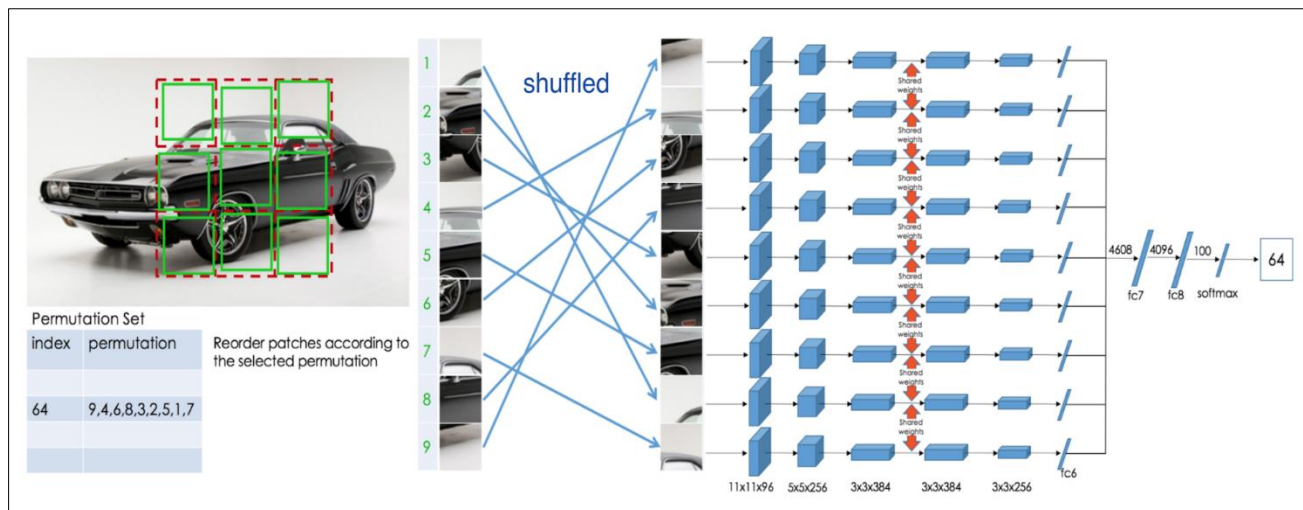 Permutation Set
index permutation
64 9,4,6,8,3,2,5,1,7
Reorder patches according to
the selected permutation
1
2
3
4
5
6
7
8
9
shuffled
Shared
weights
Shared
weights
Shared
weights
Shared
weights
Shared
weights
Shared
weights
Shared
weights
Shared
weights
11x11x96 5x5x256 3x3x384 3x3x384 3x3x256
fc6
4608 4096 100
fc7 fc8 softmax
64